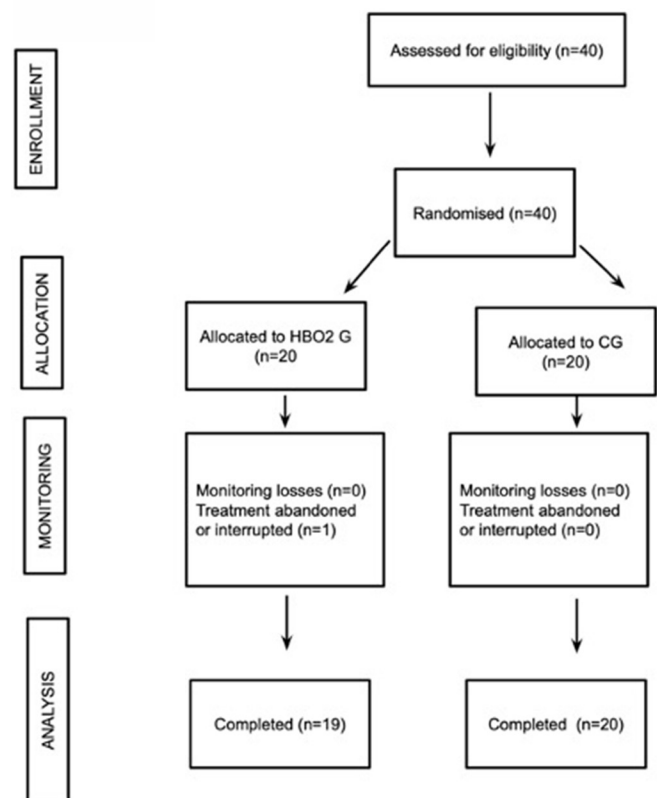 ENROLLMENT
Assessed for eligibility (n=40)
Randomised (n=40)
ALLOCATION
Allocated to HBO2 G
(n=20
Allocated to CG
(n=20)
MONITORING
Monitoring losses (n=0)
Treatment abandoned
or interrupted (n=1)
Monitoring losses (n=0)
Treatment abandoned
or interrupted (n=0)
ANALYSIS
Completed (n=19)
Completed (n=20)